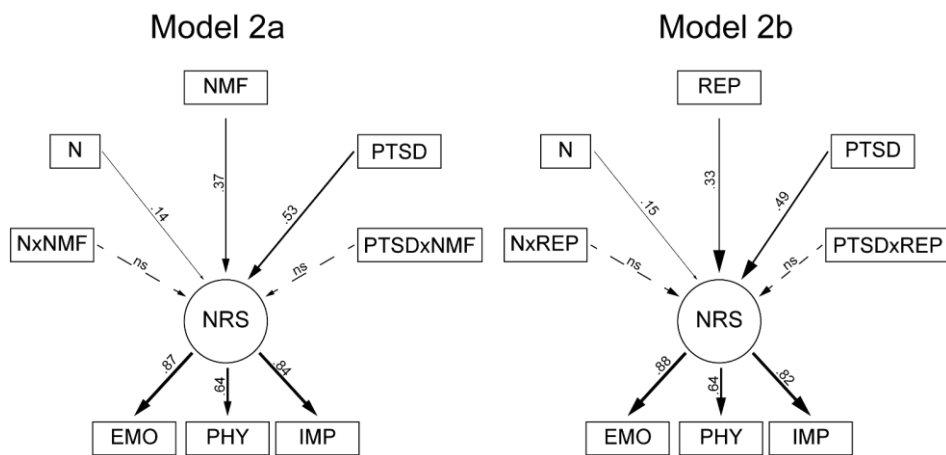 Model 2a
NMF
N
PTSD
.37
.14
.53
NxNMF
PTSDxNMF
ns
ns
NRS
.87
.64
.84
EMO
PHY
IMP
Model 2b
REP
N
PTSD
.33
.15
.49
NxREP
PTSDxREP
ns
ns
NRS
.88
.64
.82
EMO
PHY
IMP